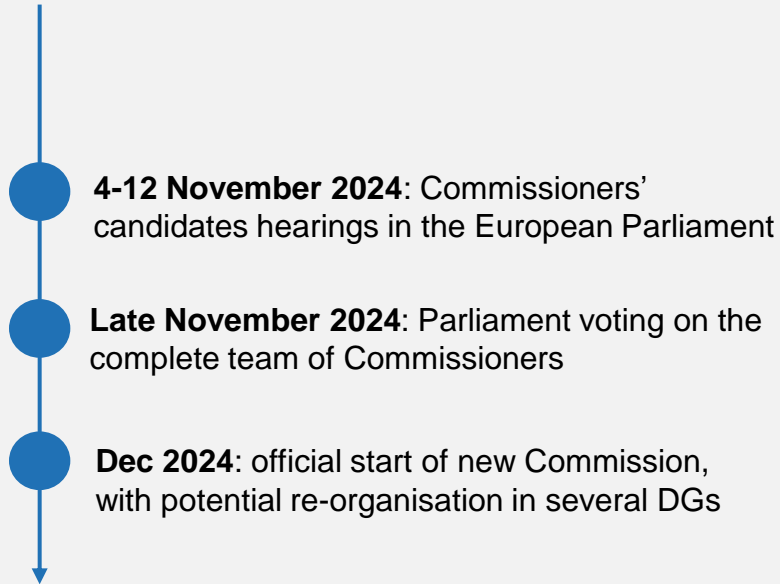 4-12 November 2024: Commissioners’
candidates hearings in the European Parliament
Late November 2024: Parliament voting on the
complete team of Commissioners
Dec 2024: official start of new Commission,
with potential re-organisation in several DGs